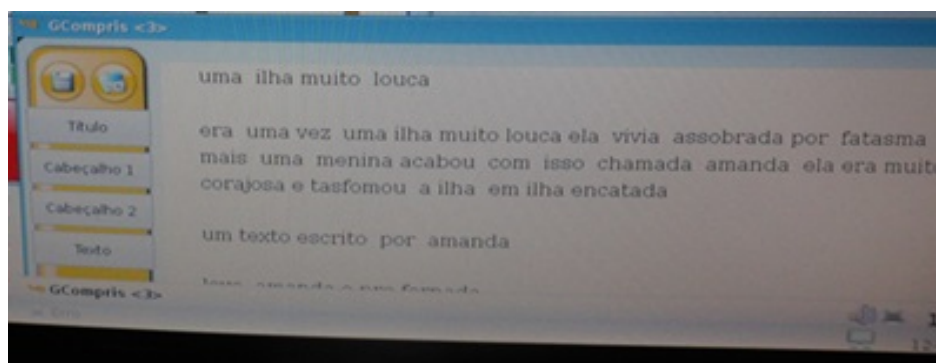 GCompris <3>
uma ilha muito louca
Título
era uma vez uma ilha muito louca ela vivia assobrada por fatasma
Cabeçalho 1
mais uma menina acabou com isso chamada amanda ela era muito
corajosa e tasfomou a ilha em ilha encatada
Cabeçalho 2
um texto escrito por amanda
Texto
amanda e
GCompris <3>